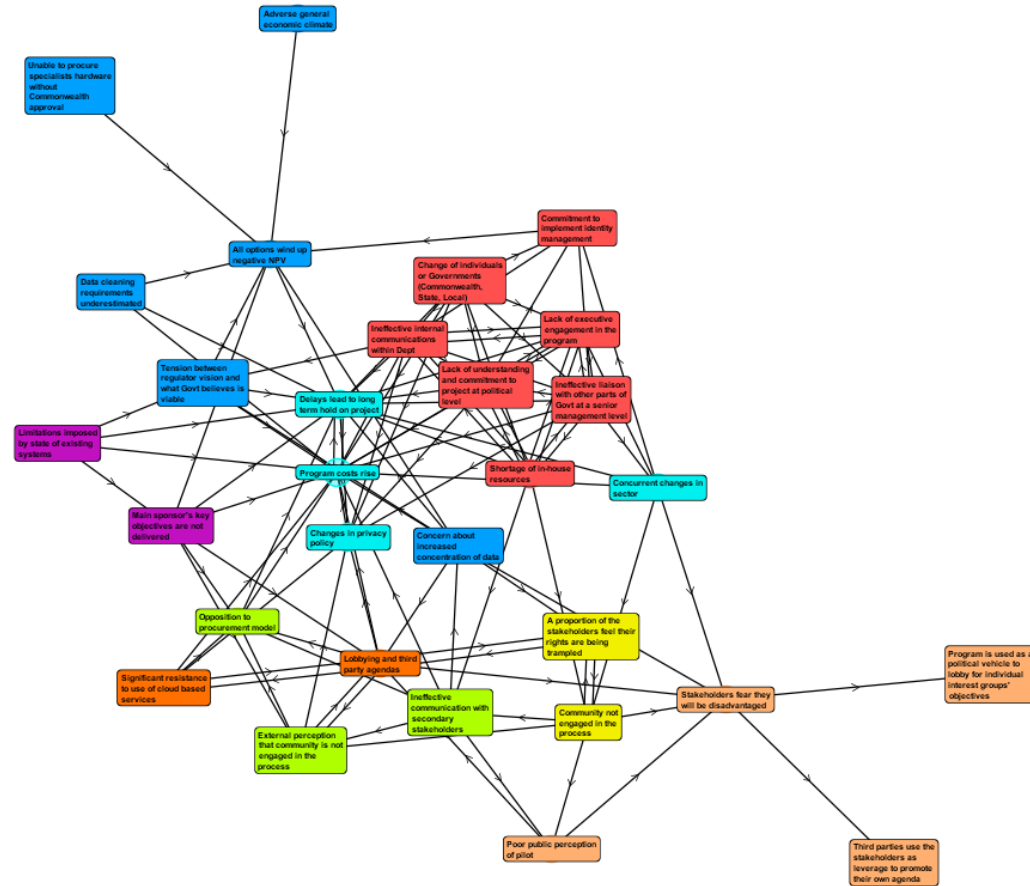 Adverse general
economic climate
Unable to procure
specialists hardware
without
Commonwealth
approval
Commitment to
implement identity
management
All options wind up
negative NPV
Change of individuals
or Governments
(Commonwealth,
State, Local)
Data cleaning
requirements
underestimated
Ineffective internal
communications
within Dept
Lack of executive
engagement in the
program
Tension between
regulator vision and
what Govt believes is
viable
Lack of understanding
and commitment to
project at political
level
Ineffective liaison
with other parts of
Govt at a senior
management level
Delays lead to long
term hold on project
Limitations imposed
by state of existing
systems
Program costs rise
Shortage of in-house
resources
Concurrent changes in
sector
Main sponsor's key
objectives are not
delivered
Changes in privacy
policy
Concern about
increased
concentration of data
Opposition to
procurement model
A proportion of the
stakeholders feel their
rights are being
trampled
Lobbying and third
party agendas
Significant resistance
to use of cloud based
services
Ineffective
communication with
secondary
stakeholders
Community not
engaged in the
process
Stakeholders fear they
will be disadvantaged
Program is used as a
political vehicle to
lobby for individual
interest groups'
objectives
External perception
that community is not
engaged in the
process
Poor public perception
of pilot
Third parties use the
stakeholders as
leverage to promote
their own agenda